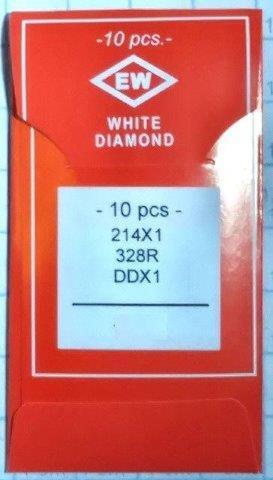 -10 pcs.-
EW
WHITE
DIAMOND
- 10 pcs -
214X1
328R
DDX1